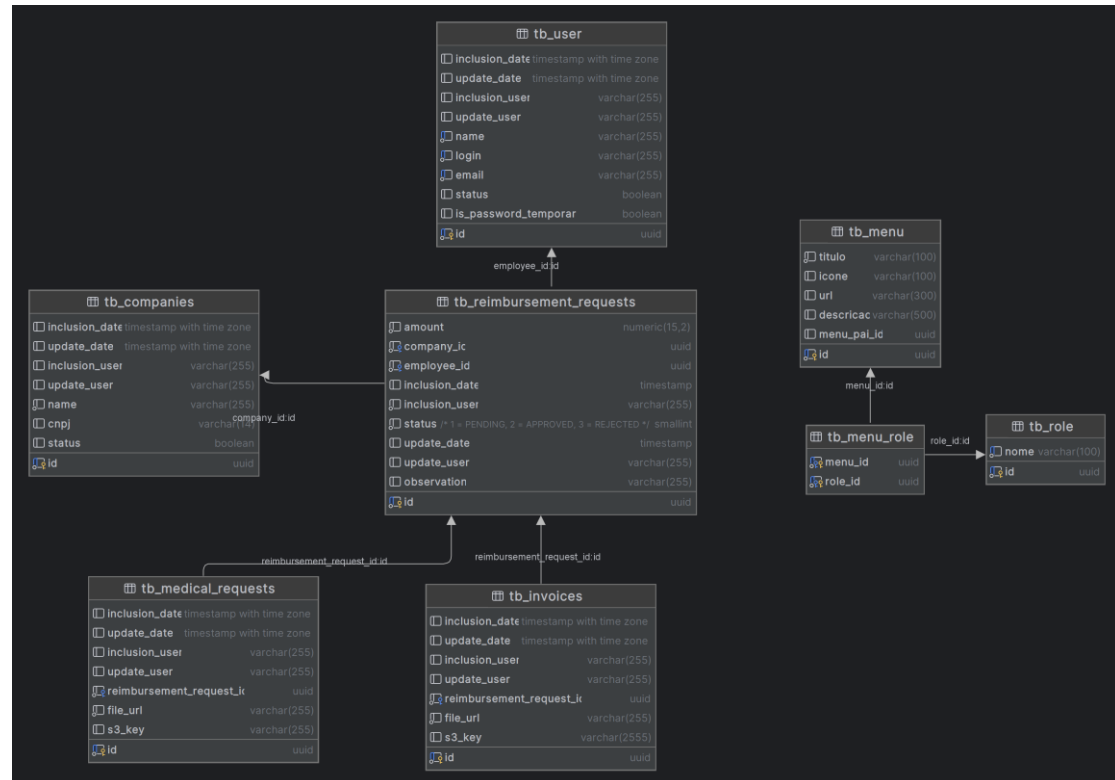 tb_user
inclusion_date timestamp with time zone
update_date timestamp with time zone
inclusion_user varchar(255)
update_user varchar(255)
name varchar(255)
login varchar(255)
email varchar(255)
status boolean
is_password_temporar boolean
id uuid
employee_id:id
tb_companies
inclusion_date timestamp with time zone
update_date timestamp with time zone
inclusion_user varchar(255)
update_user varchar(255)
name varchar(255)
cnpj varchar(14)
status boolean
id uuid
company_id:id
tb_reimbursement_requests
amount numeric(15,2)
company_ic uuid
employee_id uuid
inclusion_date timestamp
inclusion_user varchar(255)
status /* 1 = PENDING, 2 = APPROVED, 3 = REJECTED */ smallint
update_date timestamp
update_user varchar(255)
observation varchar(255)
id uuid
tb_menu
titulo varchar(100)
icone varchar(100)
url varchar(300)
descricac varchar(500)
menu_pai_id uuid
id uuid
menu_id:id
tb_menu_role
menu_id uuid
role_id uuid
role_id:id
tb_role
nome varchar(100)
id uuid
reimbursement_request_id:id
reimbursement_request_id:id
tb_medical_requests
inclusion_date timestamp with time zone
update_date timestamp with time zone
inclusion_user varchar(255)
update_user varchar(255)
reimbursement_request_ic uuid
file_url varchar(255)
s3_key varchar(255)
id uuid
tb_invoices
inclusion_date timestamp with time zone
update_date timestamp with time zone
inclusion_user varchar(255)
update_user varchar(255)
reimbursement_request_ic uuid
file_url varchar(255)
s3_key varchar(2555)
id uuid